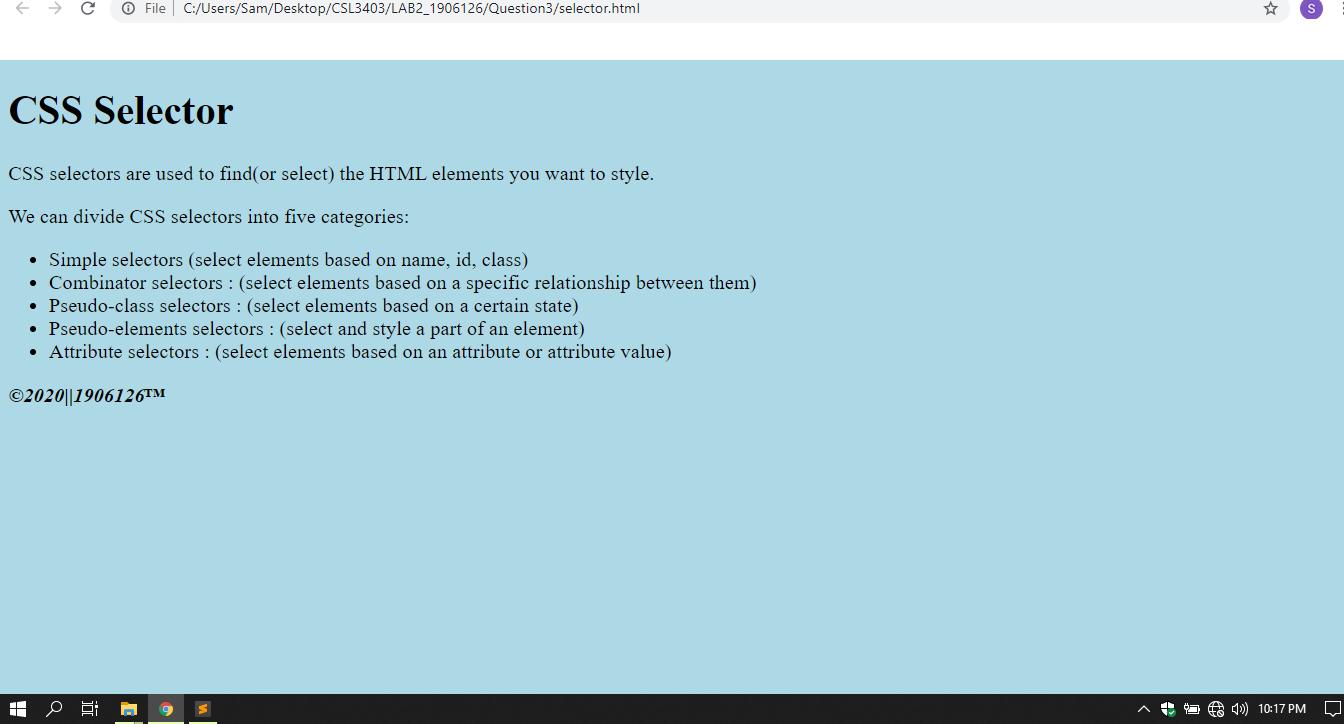 File C:/Users/Sam/Desktop/CSL3403/LAB2_1906126/Question3/selector.html
S
CSS Selector
CSS selectors are used to find(or select) the HTML elements you want to style.
We can divide CSS selectors into five categories:
• Simple selectors (select elements based on name, id, class)
• Combinator selectors : (select elements based on a specific relationship between them)
• Pseudo-class selectors : (select elements based on a certain state)
• Pseudo-elements selectors : (select and style a part of an element)
• Attribute selectors : (select elements based on an attribute or attribute value)
©2020||1906126™
10:17 PM